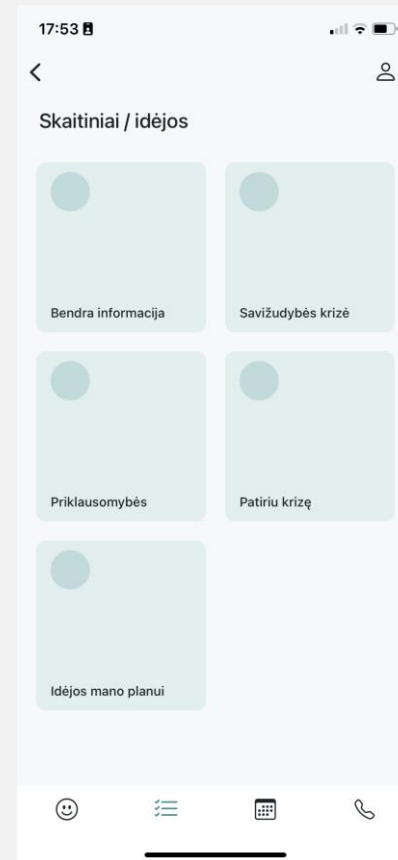 17:53
Skaitiniai / idėjos
Bendra informacija
Savižudybės krizė
Priklausomybės
Patiriu krizę
Idėjos mano planui